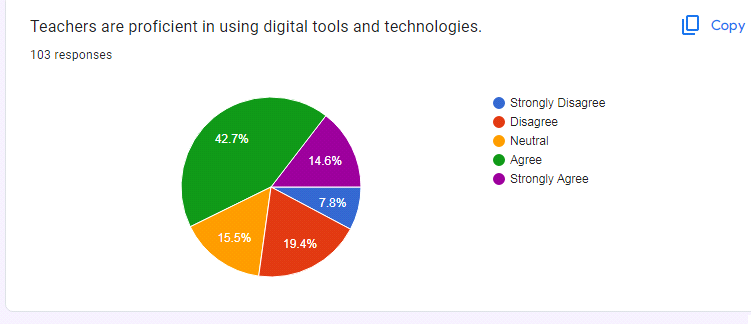 Teachers are proficient in using digital tools and technologies.
Copy
103 responses
42.7%
14.6%
7.8%
15.5%
19.4%
Strongly Disagree
Disagree
Neutral
Agree
Strongly Agree